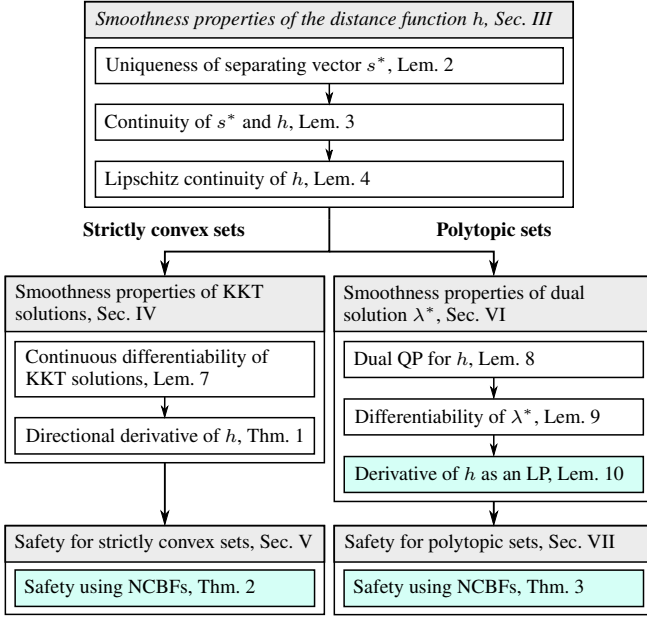 Smoothness properties of the distance function h, Sec. III
Uniqueness of separating vector s*, Lem. 2
Continuity of s* and h, Lem. 3
Lipschitz continuity of h, Lem. 4
Strictly convex sets
Polytopic sets
Smoothness properties of KKT
solutions, Sec. IV
Continuous differentiability of
KKT solutions, Lem. 7
Directional derivative of h, Thm. 1
Smoothness properties of dual
solution λ*, Sec. VI
Dual QP for h, Lem. 8
Differentiability of λ*, Lem. 9
Derivative of h as an LP, Lem. 10
Safety for strictly convex sets, Sec. V
Safety using NCBFs, Thm. 2
Safety for polytopic sets, Sec. VII
Safety using NCBFs, Thm. 3